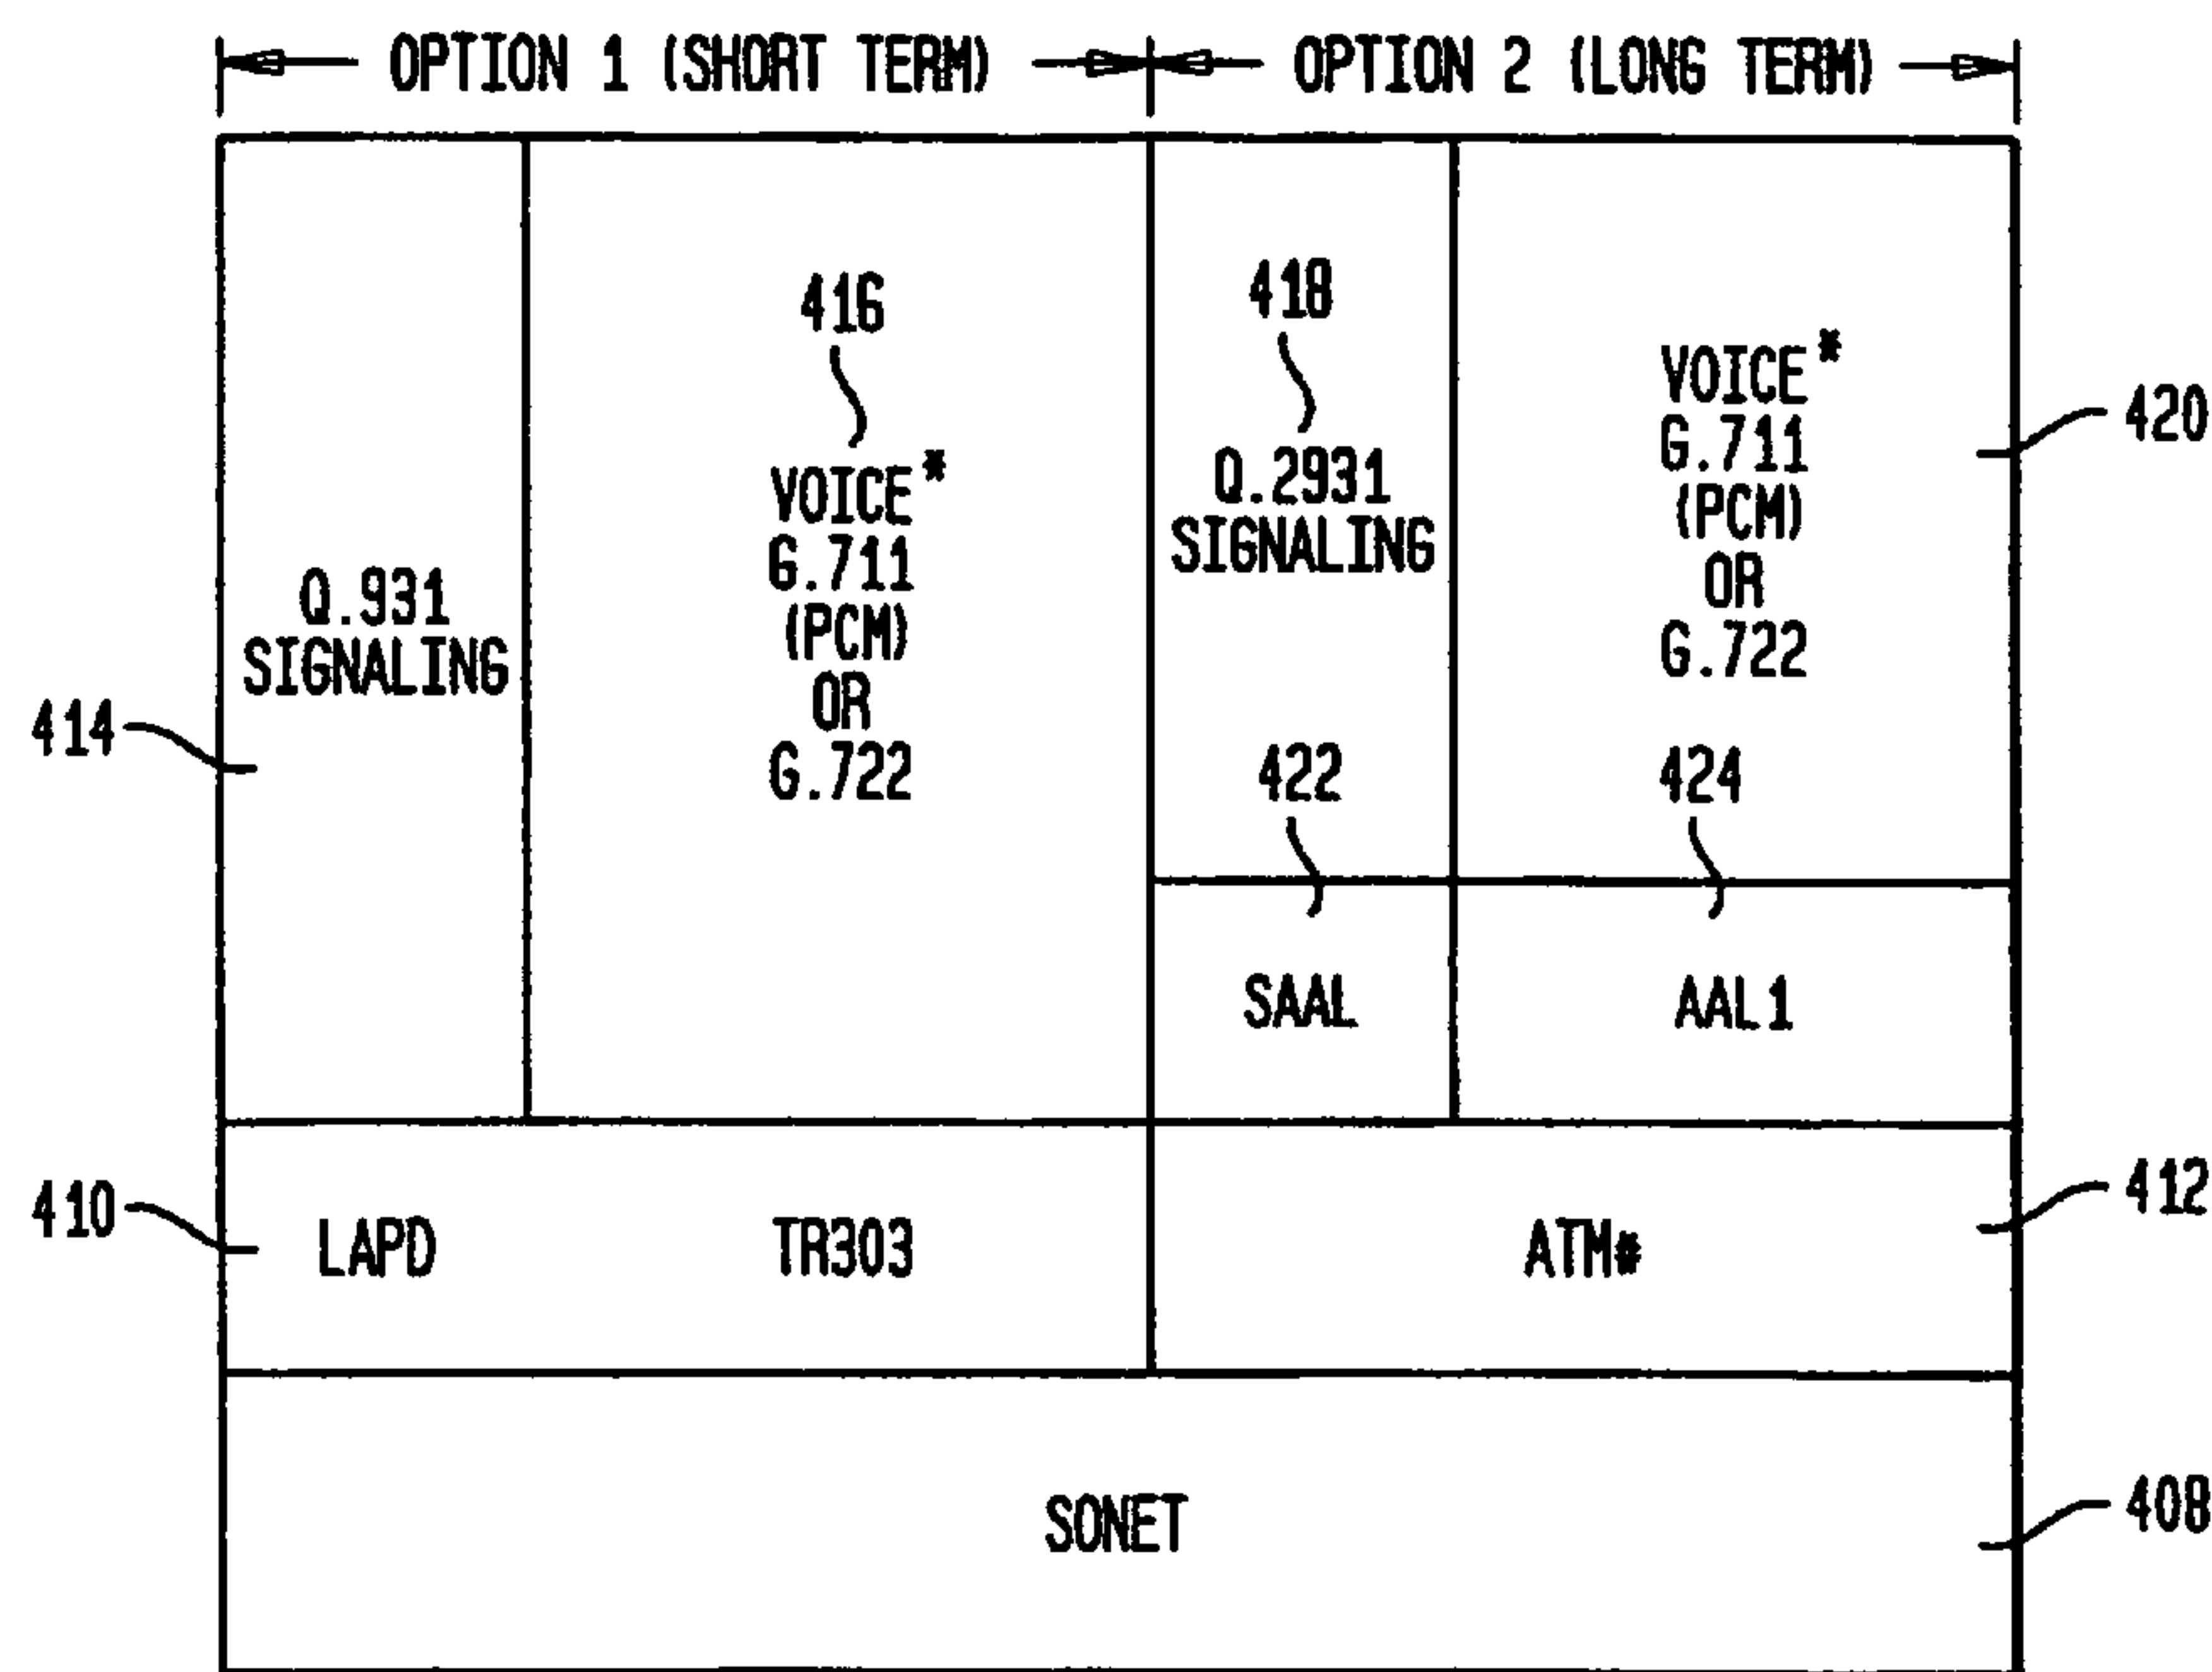 OPTION 1 (SHORT TERM)
OPTION 2 (LONG TERM)
416
418
VOICE*
G.711
(PCM)
OR
G.722
420
Q.2931
SIGNALING
VOICE*
G.711
(PCM)
OR
G.722
Q.931
SIGNALING
414
422
424
SAAL
AAL1
410
LAPD
TR303
ATM#
412
SONET
408